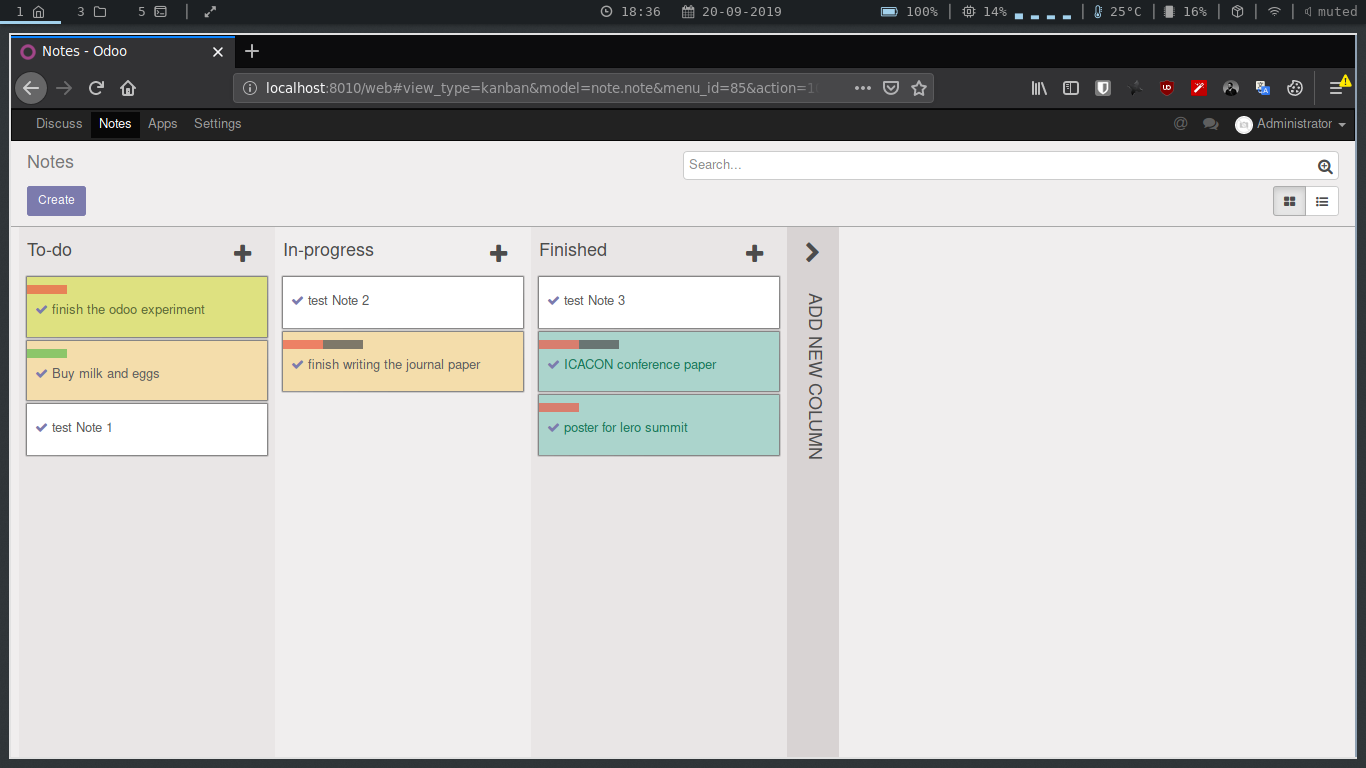 1 3 5 18:36 20-09-2019 100% 14% 25°C 16% muted
Notes - Odoo
localhost:8010/web#view_type=kanban&model=note.note&menu_id=85&action=1
Discuss Notes Apps Settings @ Administrator
Notes
Search...
Create
To-do
finish the odoo experiment
Buy milk and eggs
test Note 1
In-progress
test Note 2
finish writing the journal paper
Finished
test Note 3
ICACON conference paper
poster for lero summit
ADD NEW COLUMN